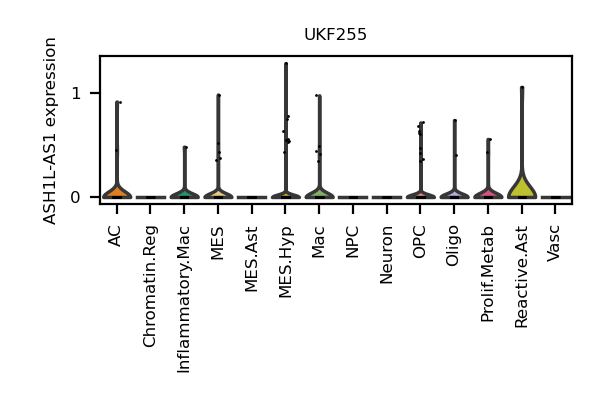 UKF255
ASH1L-AS1 expression
1
0
AC
Chromatin.Reg
Inflammatory.Mac
MES
MES.Ast
MES.Hyp
Mac
NPC
Neuron
OPC
Oligo
Prolif.Metab
Reactive.Ast
Vasc